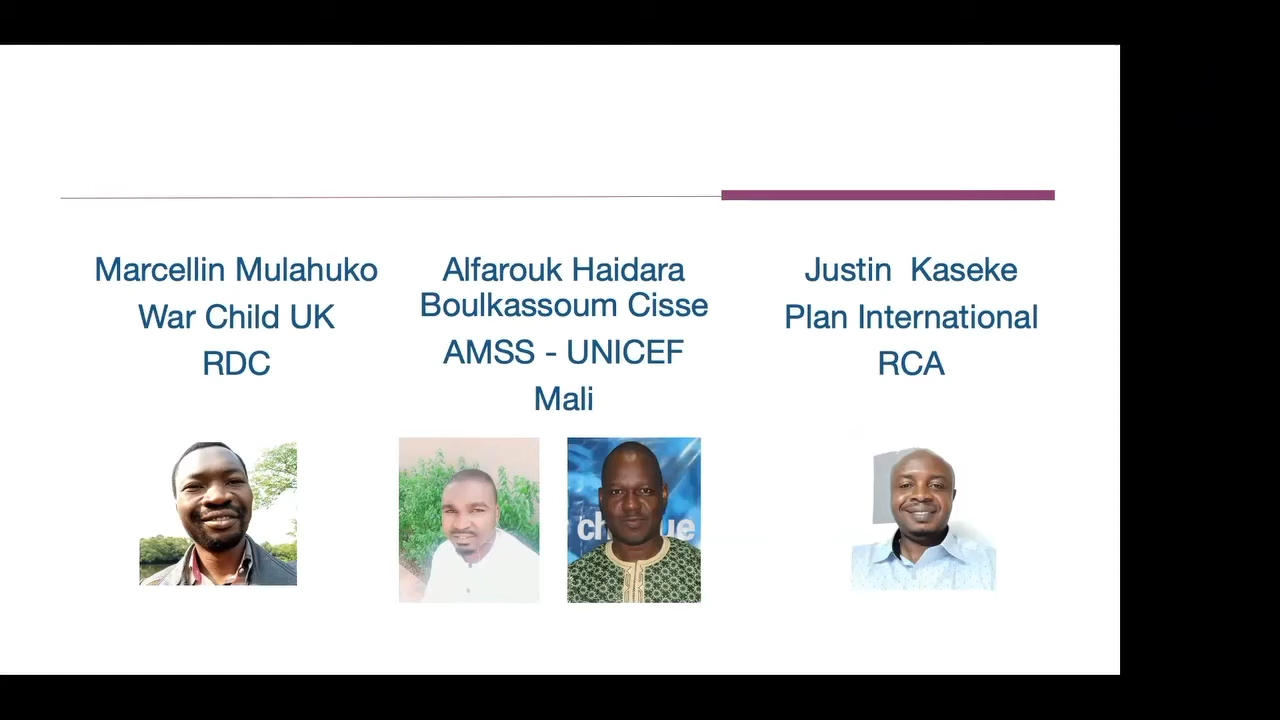 Marcellin Mulahuko
War Child UK
RDC
Alfarouk Haidara
Boulkassoum Cisse
AMSS - UNICEF
Mali
Justin  Kaseke
Plan International
RCA